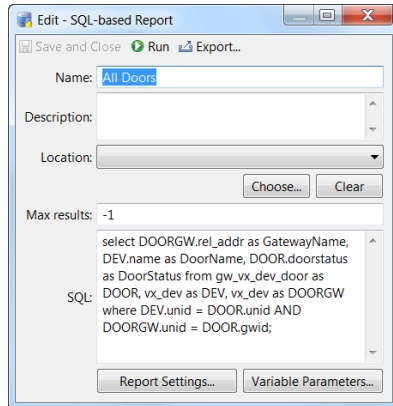 Edit - SQL-based Report
Save and Close Run Export...
Name: All Doors
Description:
Location:
Choose... Clear
Max results: -1
select DOORGW.rel_addr as GatewayName,
DEV.name as DoorName, DOOR.doorstatus
as DoorStatus from gw_vx_dev_door as
DOOR, vx_dev as DEV, vx_dev as DOORGW
SQL: where DEV.unid = DOOR.unid AND
DOORGW.unid = DOOR.gwid;
Report Settings... Variable Parameters...